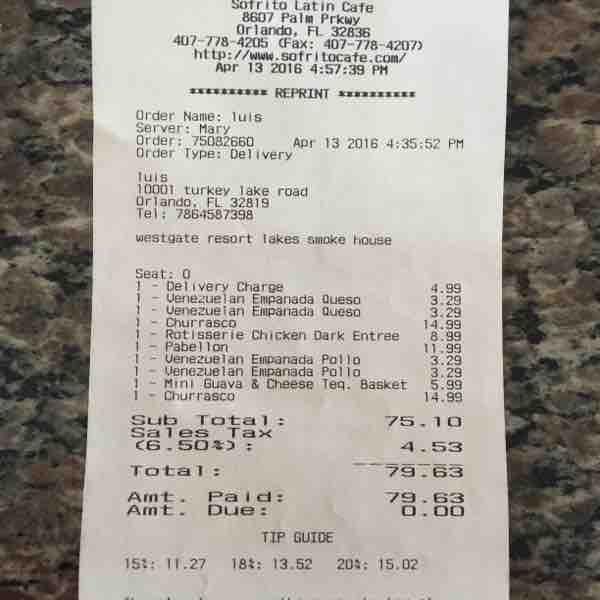 Sofrito Latin Cafe
8607 Palm Prkwy
Orlando, FL 32836
407-778-4205 (Fax: 407-778-4207)
http://www.sofritocafe.com/
Apr 13 2016 4:57:39 PM
********** REPRINT **********
Order Name: luis
Server: Mary
Order: 75082660 Apr 13 2016 4:35:52 PM
Order Type: Delivery
luis
10001 turkey lake road
Orlando, FL 32819
Tel: 7864587398
westgate resort lakes smoke house
Seat: 0
1 - Delivery Charge 4.99
1 - Venezuelan Empanada Queso 3.29
1 - Venezuelan Empanada Queso 3.29
1 - Churrasco 14.99
1 - Rotisserie Chicken Dark Entree 8.99
1 - Pabellon 11.99
1 - Venezuelan Empanada Pollo 3.29
1 - Venezuelan Empanada Pollo 3.29
1 - Mini Guava & Cheese Teq. Basket 5.99
1 - Churrasco 14.99
Sub Total: 75.10
Sales Tax
(6.50%): 4.53
Total: 79.63
Amt. Paid: 79.63
Amt. Due: 0.00
TIP GUIDE
15%: 11.27 18%: 13.52 20%: 15.02